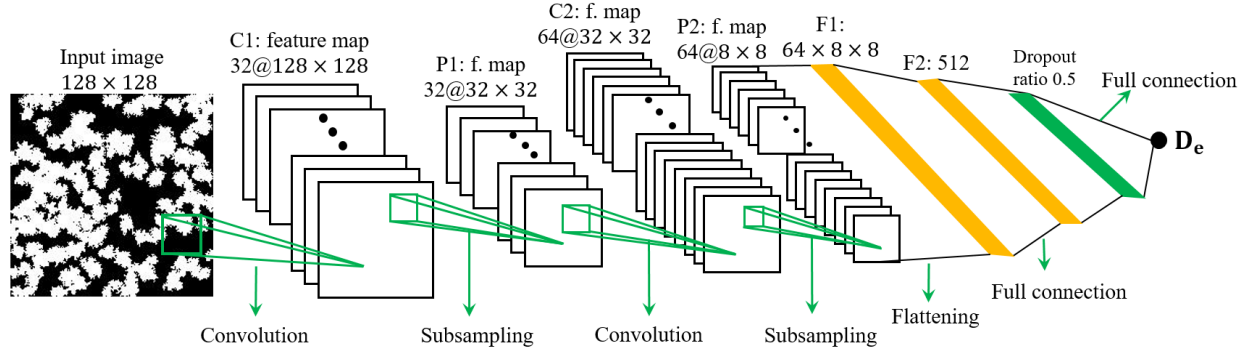 Input image
128 × 128
C1: feature map
32@128 × 128
P1: f. map
32@32 × 32
C2: f. map
64@32 × 32
P2: f. map
64@8 × 8
F1:
64 × 8 × 8
F2: 512
Dropout
ratio 0.5
Full connection
D_e
Convolution
Subsampling
Convolution
Subsampling
Flattening
Full connection